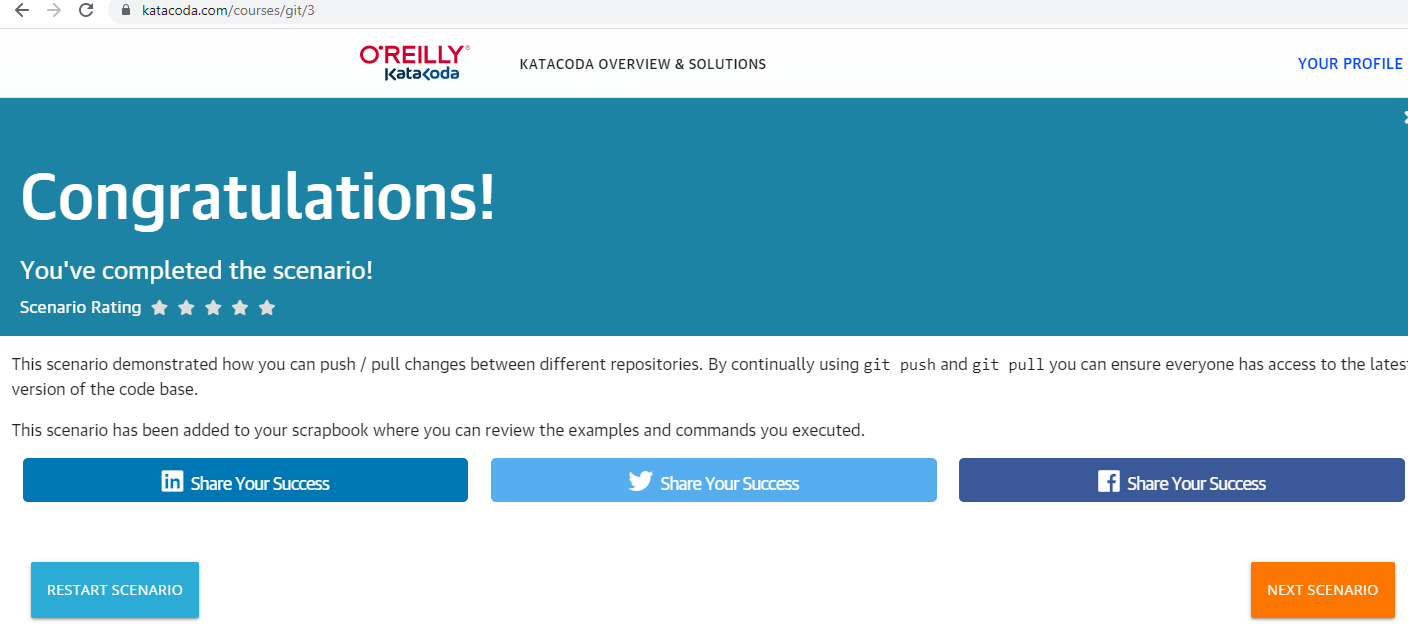 katacoda.com/courses/git/3
O'REILLY®
Katacoda
KATACODA OVERVIEW & SOLUTIONS
YOUR PROFILE
Congratulations!
You've completed the scenario!
Scenario Rating
This scenario demonstrated how you can push / pull changes between different repositories. By continually using git push and git pull you can ensure everyone has access to the latest
version of the code base.
This scenario has been added to your scrapbook where you can review the examples and commands you executed.
in Share Your Success
Share Your Success
f Share Your Success
RESTART SCENARIO
NEXT SCENARIO